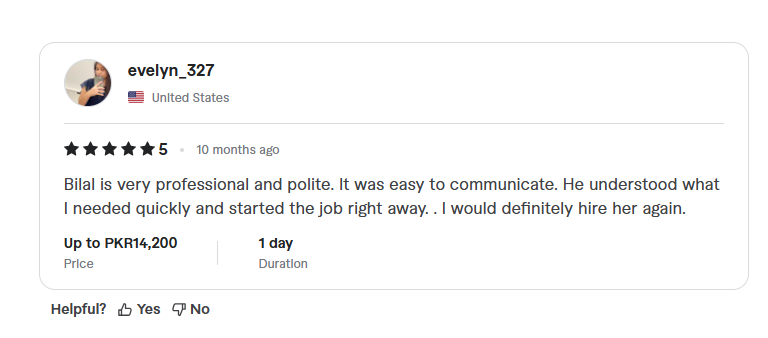 evelyn_327
United States
5 • 10 months ago
Bilal is very professional and polite. It was easy to communicate. He understood what
I needed quickly and started the job right away. . I would definitely hire her again.
Up to PKR14,200
Price
1 day
Duration
Helpful? Yes No